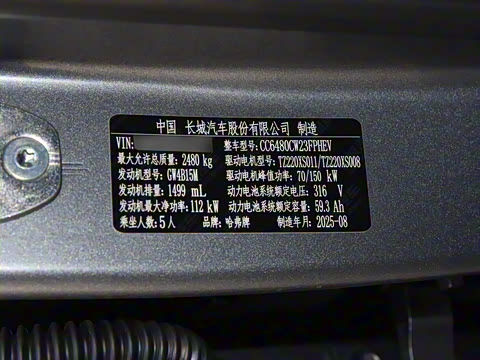 中国 长城汽车股份有限公司 制造
VIN: 整车型号:CC6480CW23FPHEV
最大允许总质量: 2480 kg 驱动电机型号:TZ220XS011/TZ220XS008
发动机型号: GW4B15M 驱动电机峰值功率: 70/150 kW
发动机排量: 1499 mL 动力电池系统额定电压: 316 V
发动机最大净功率: 112 kW 动力电池系统额定容量: 59.3 Ah
乘坐人数: 5人 品牌: 哈弗牌 制造年月: 2025-08